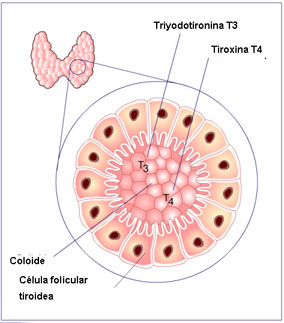 Triyodotironina T3
Tiroxina T4
T3
T4
Coloide
Célula folicular
tiroidea